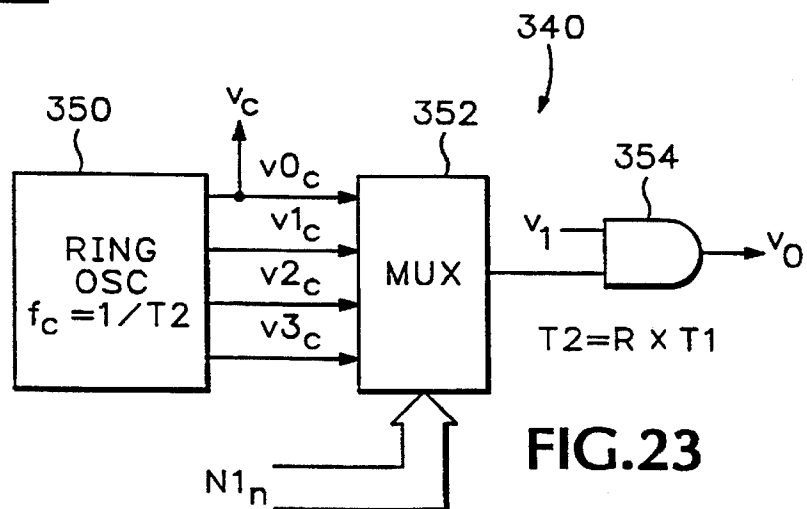 340
350
v_c
352
354
v0_c
v1_c
v2_c
v3_c
RING
OSC
f_c = 1/T2
MUX
v_1
v_0
T2=R X T1
N1_n
FIG.23